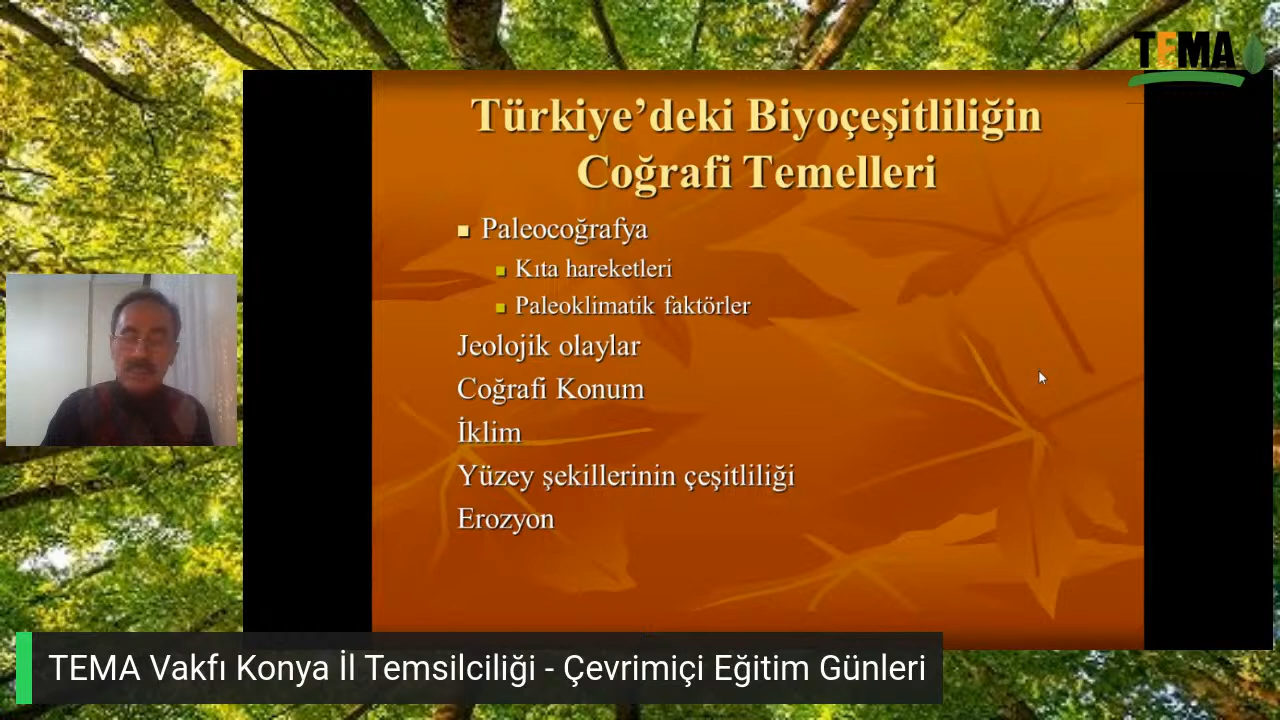 TEMA
Türkiye’deki Biyoçeşitliliğin
Coğrafi Temelleri
Paleocoğrafya
Kıta hareketleri
Paleoklimatik faktörler
Jeolojik olaylar
Coğrafi Konum
İklim
Yüzey şekillerinin çeşitliliği
Erozyon
TEMA Vakfı Konya İl Temsilciliği - Çevrimiçi Eğitim Günleri